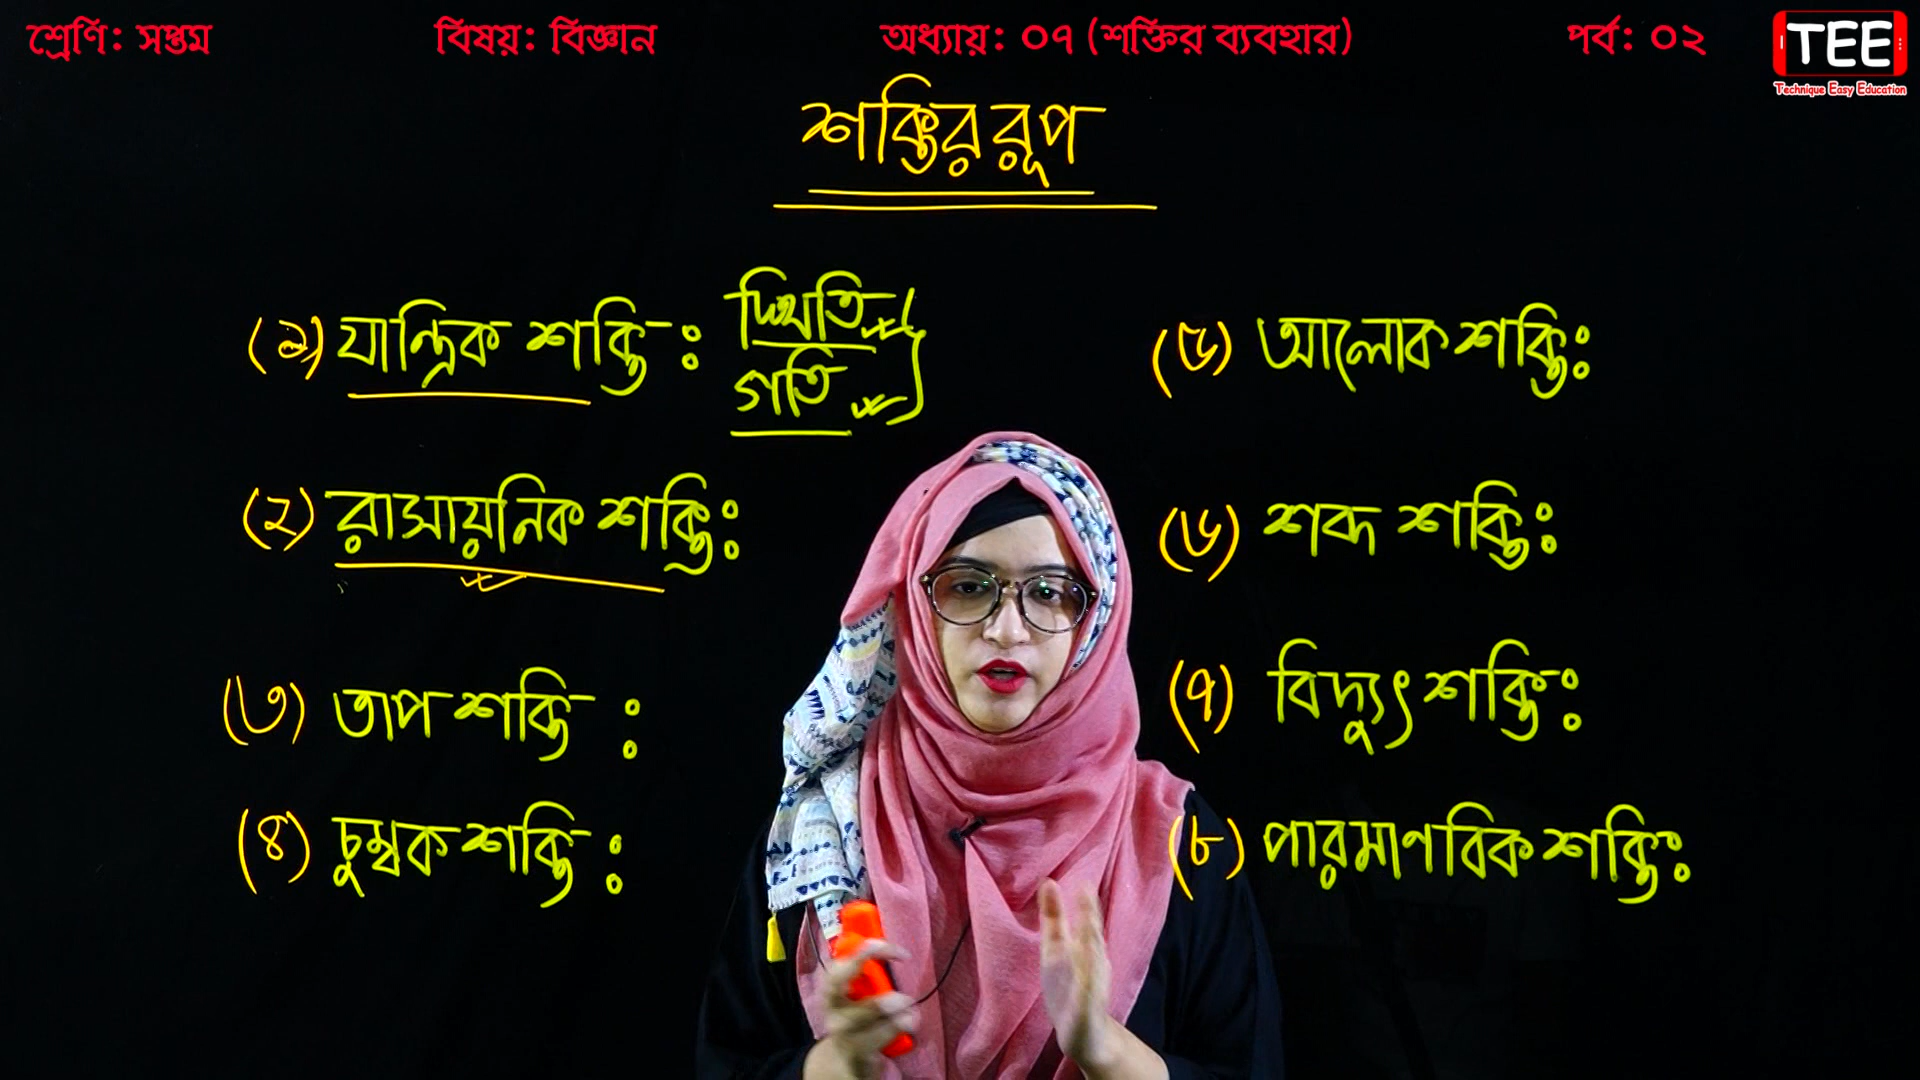 শ্রেণি: সপ্তম
বিষয়: বিজ্ঞান
অধ্যায়: ০৭ (শক্তির ব্যবহার)
পর্ব: ০২
TEE
Technique Easy Education
শক্তির রূপ
(১) যান্ত্রিক শক্তি :
স্থিতি
গতি
(২) রাসায়নিক শক্তি:
(৩) তাপ শক্তি :
(৪) চুম্বক শক্তি :
(৫) আলোক শক্তি:
(৬) শব্দ শক্তি:
(৭) বিদ্যুৎ শক্তি:
(৮) পারমাণবিক শক্তি: